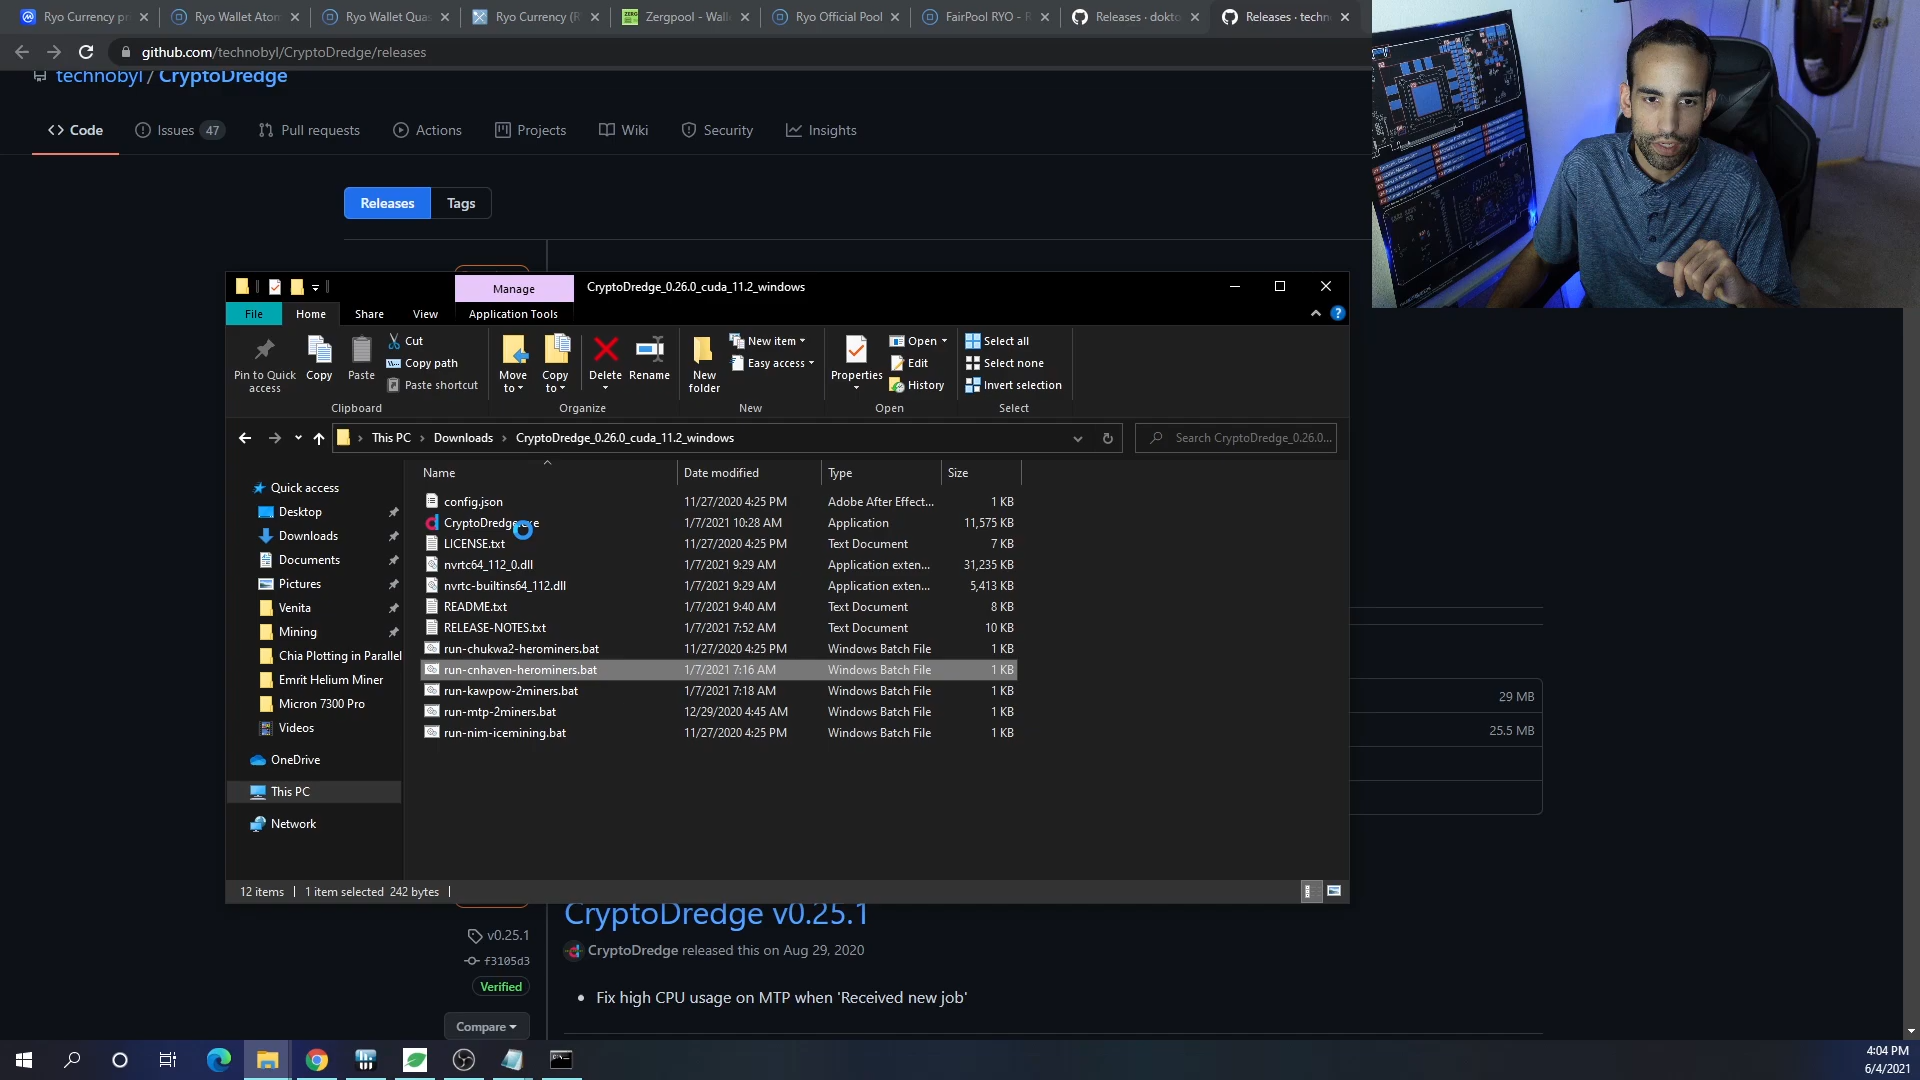 Ryo Currency pr
Ryo Wallet Atom
Ryo Wallet Quas
Ryo Currency (R
Zergpool - Wall
Ryo Official Pool
FairPool RYO - R
Releases · dokto
Releases · techn
github.com/technobyl/CryptoDredge/releases
technobyl / CryptoDredge
Code
Issues 47
Pull requests
Actions
Projects
Wiki
Security
Insights
Releases
Tags
Manage
CryptoDredge_0.26.0_cuda_11.2_windows
File
Home
Share
View
Application Tools
Pin to Quick access
Copy
Paste
Cut
Copy path
Paste shortcut
Move to
Copy to
Delete
Rename
New folder
New item
Easy access
Properties
Open
Edit
History
Select all
Select none
Invert selection
Clipboard
Organize
New
Open
Select
This PC > Downloads > CryptoDredge_0.26.0_cuda_11.2_windows
Search CryptoDredge_0.26.0...
Name Date modified Type Size
Quick access
Desktop
Downloads
Documents
Pictures
Venita
Mining
Chia Plotting in Parallel
Emrit Helium Miner
Micron 7300 Pro
Videos
OneDrive
This PC
Network
config.json 11/27/2020 4:25 PM Adobe After Effect... 1 KB
CryptoDredge.exe 1/7/2021 10:28 AM Application 11,575 KB
LICENSE.txt 11/27/2020 4:25 PM Text Document 7 KB
nvrtc64_112_0.dll 1/7/2021 9:29 AM Application exten... 31,235 KB
nvrtc-builtins64_112.dll 1/7/2021 9:29 AM Application exten... 5,413 KB
README.txt 1/7/2021 9:40 AM Text Document 8 KB
RELEASE-NOTES.txt 1/7/2021 7:52 AM Text Document 10 KB
run-chukwa2-herominers.bat 11/27/2020 4:25 PM Windows Batch File 1 KB
run-cnhaven-herominers.bat 1/7/2021 7:16 AM Windows Batch File 1 KB
run-kawpow-2miners.bat 1/7/2021 7:18 AM Windows Batch File 1 KB
run-mtp-2miners.bat 12/29/2020 4:45 AM Windows Batch File 1 KB
run-nim-icemining.bat 11/27/2020 4:25 PM Windows Batch File 1 KB
29 MB
25.5 MB
12 items
1 item selected 242 bytes
CryptoDredge v0.25.1
v0.25.1
CryptoDredge released this on Aug 29, 2020
f3105d3
Verified
Fix high CPU usage on MTP when 'Received new job'
Compare
4:04 PM
6/4/2021